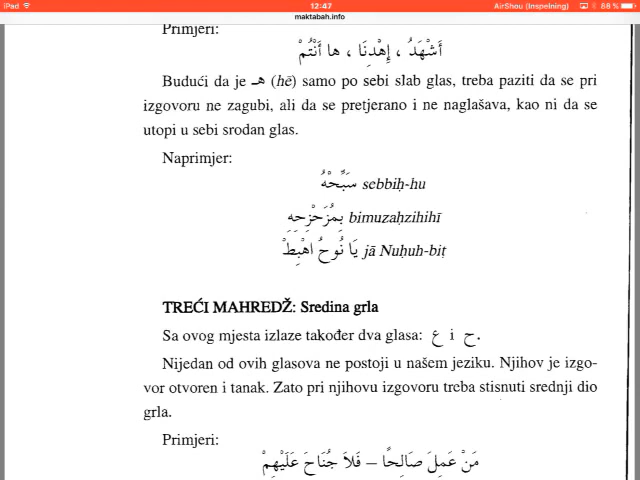 iPad 12:47 AirShou (Inspelning) 88 %
maktabah.info
Primjeri:
أَشْهَدُ ، إِهْدِنَا ، ها أَنْتُمْ
Budući da je هـ (hē) samo po sebi slab glas, treba paziti da se pri
izgovoru ne zagubi, ali da se pretjerano i ne naglašava, kao ni da se
utopi u sebi srodan glas.
Naprimjer:
سَبِّحْهُ sebbiḥ-hu
بِمُزَحْزِحِهِ bimuzaḥziḥihī
يَا نُوحُ اهْبِطْ jā Nuḥuh-biṭ
TREĆI MAHREDŽ: Sredina grla
Sa ovog mjesta izlaze također dva glasa: ع i ح.
Nijedan od ovih glasova ne postoji u našem jeziku. Njihov je izgo-
vor otvoren i tanak. Zato pri njihovu izgovoru treba stisnuti srednji dio
grla.
Primjeri:
مَنْ عَمِلَ صَالِحًا – فَلاَ جُنَاحَ عَلَيْهِمْ